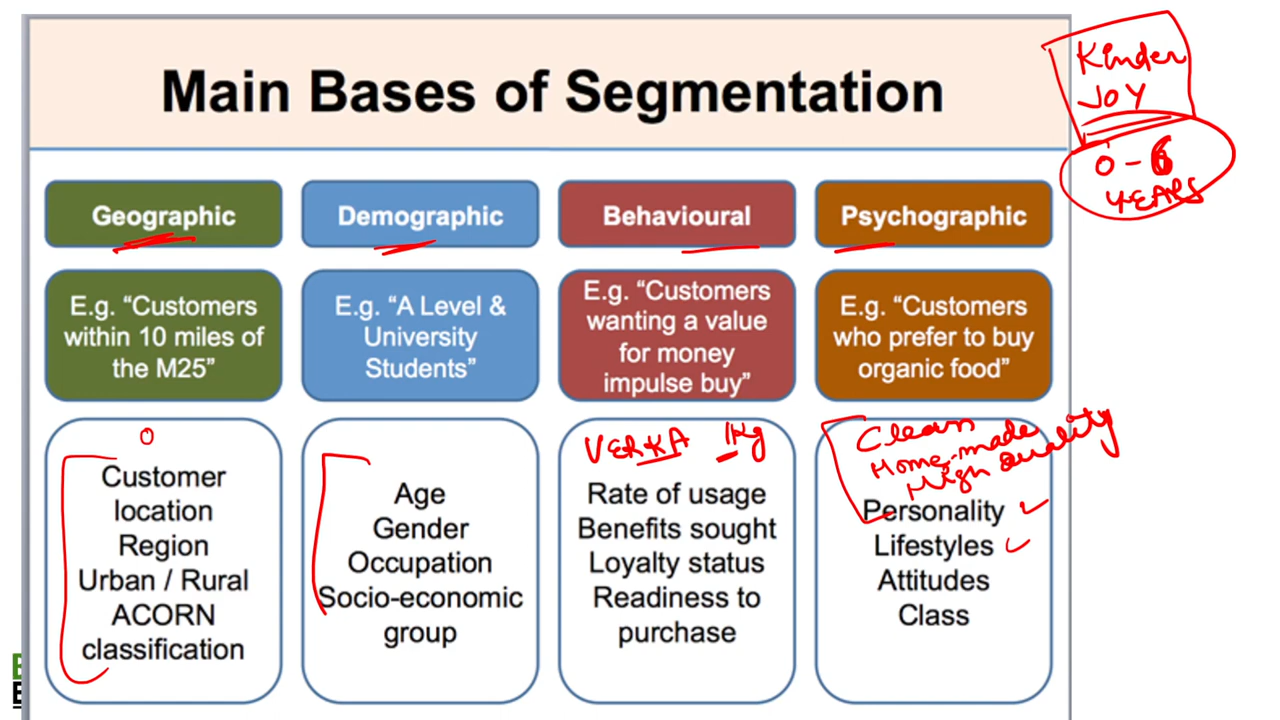 Main Bases of Segmentation
Kinder
JOY
0-6
YEARS
Geographic
Demographic
Behavioural
Psychographic
E.g. “Customers
within 10 miles of
the M25”
E.g. “A Level &
University
Students”
E.g. “Customers
wanting a value
for money
impulse buy”
E.g. “Customers
who prefer to buy
organic food”
0
Customer
location
Region
Urban / Rural
ACORN
classification
Age
Gender
Occupation
Socio-economic
group
VERKA 1Kg
Rate of usage
Benefits sought
Loyalty status
Readiness to
purchase
Clean
Home-made
High Quality
Personality
Lifestyles
Attitudes
Class